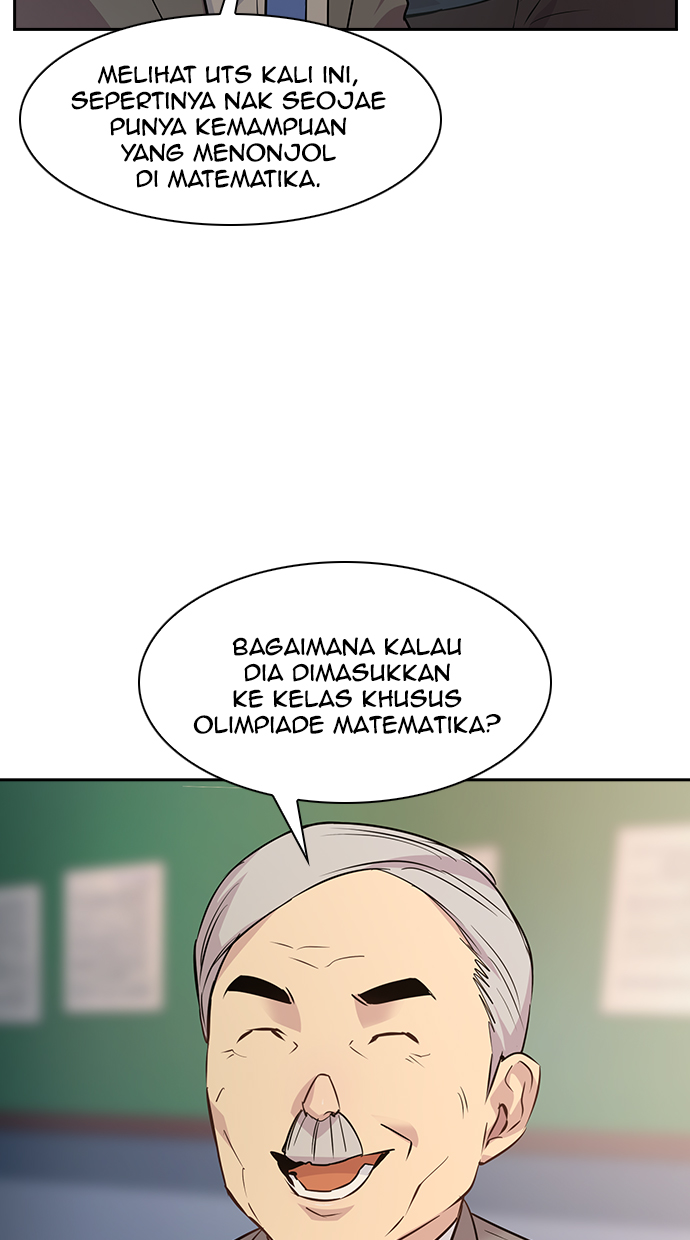 MELIHAT UTS KALI INI,
SEPERTINYA NAK SEOJAE
PUNYA KEMAMPUAN
YANG MENONJOL
DI MATEMATIKA.
BAGAIMANA KALAU
DIA DIMASUKKAN
KE KELAS KHUSUS
OLIMPIADE MATEMATIKA?